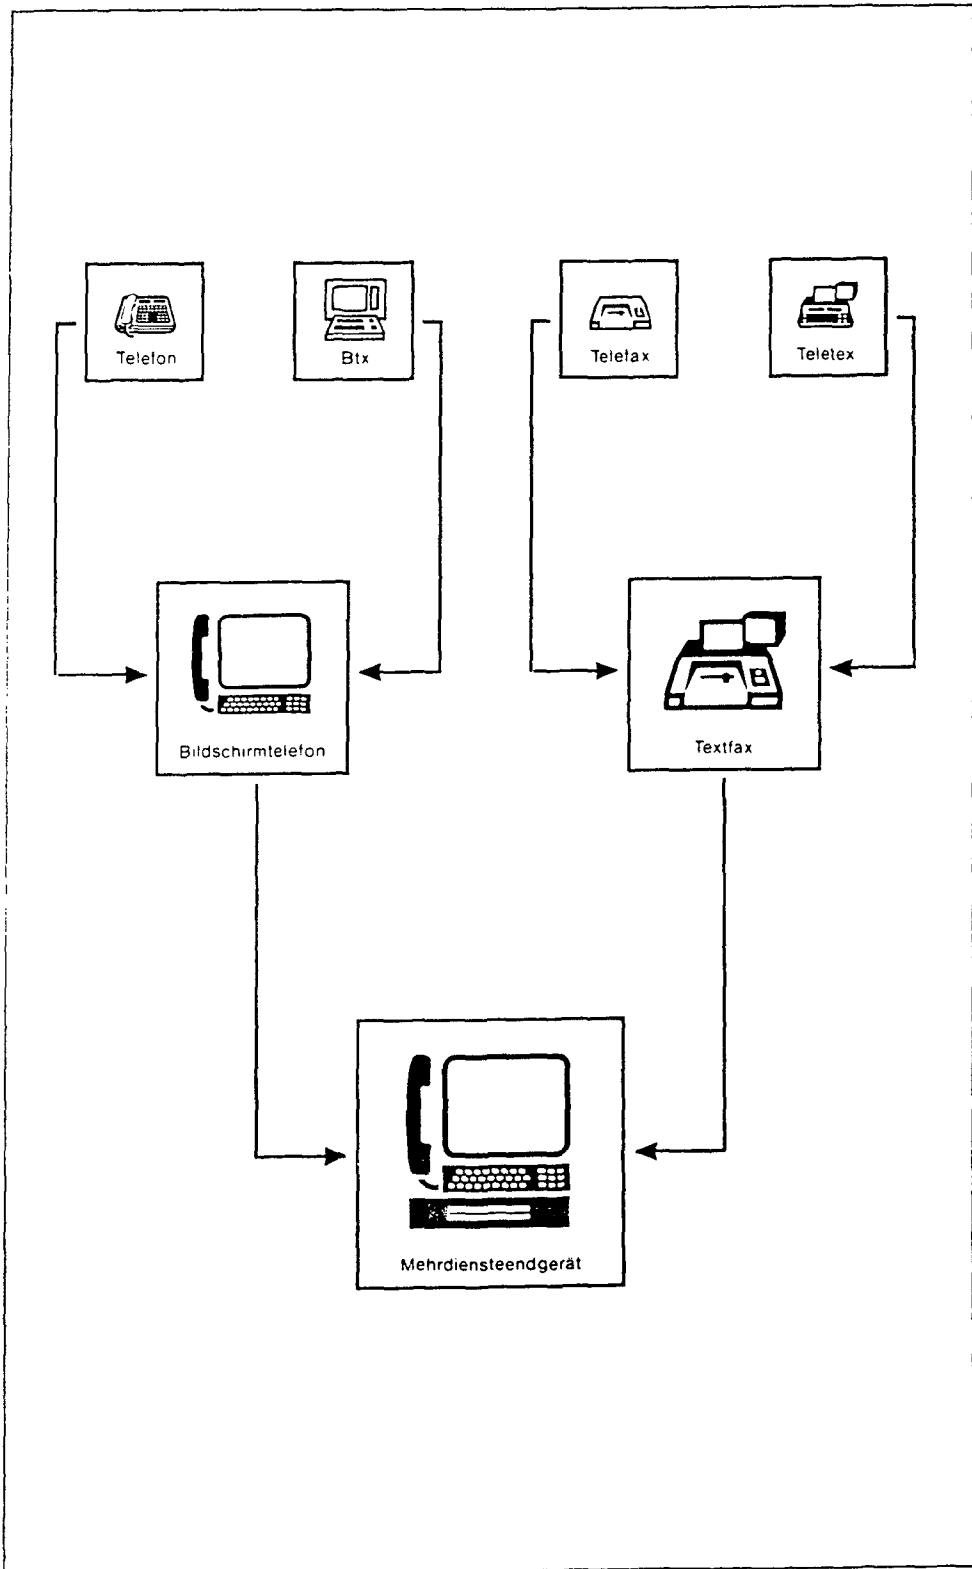 Telefon
Btx
Telefax
Teletex
Bildschirmtelefon
Textfax
Mehrdiensteendgerät